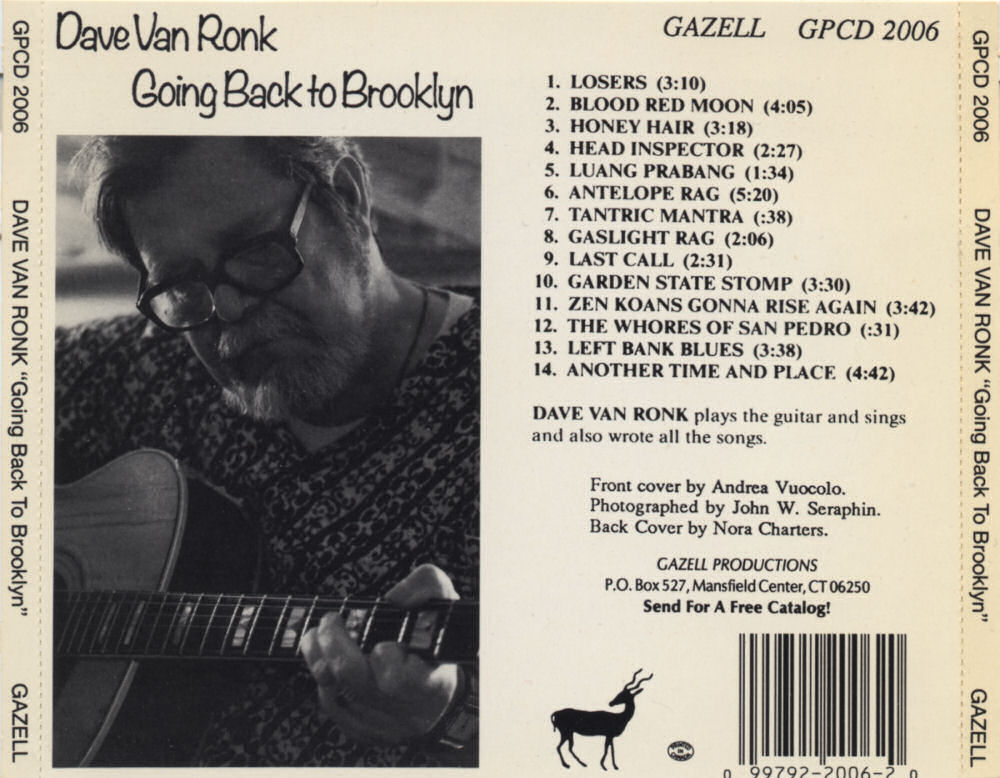 GPCD 2006 DAVE VAN RONK "Going Back To Brooklyn" GAZELL
Dave Van Ronk
Going Back to Brooklyn
GAZELL GPCD 2006
1. LOSERS (3:10)
2. BLOOD RED MOON (4:05)
3. HONEY HAIR (3:18)
4. HEAD INSPECTOR (2:27)
5. LUANG PRABANG (1:34)
6. ANTELOPE RAG (5:20)
7. TANTRIC MANTRA (:38)
8. GASLIGHT RAG (2:06)
9. LAST CALL (2:31)
10. GARDEN STATE STOMP (3:30)
11. ZEN KOANS GONNA RISE AGAIN (3:42)
12. THE WHORES OF SAN PEDRO (:31)
13. LEFT BANK BLUES (3:38)
14. ANOTHER TIME AND PLACE (4:42)
DAVE VAN RONK plays the guitar and sings
and also wrote all the songs.
Front cover by Andrea Vuocolo.
Photographed by John W. Seraphin.
Back Cover by Nora Charters.
GAZELL PRODUCTIONS
P.O. Box 527, Mansfield Center, CT 06250
Send For A Free Catalog!
PRINTED
IN
CANADA
0 99792-2006-2 0
GPCD 2006 DAVE VAN RONK "Going Back To Brooklyn" GAZELL